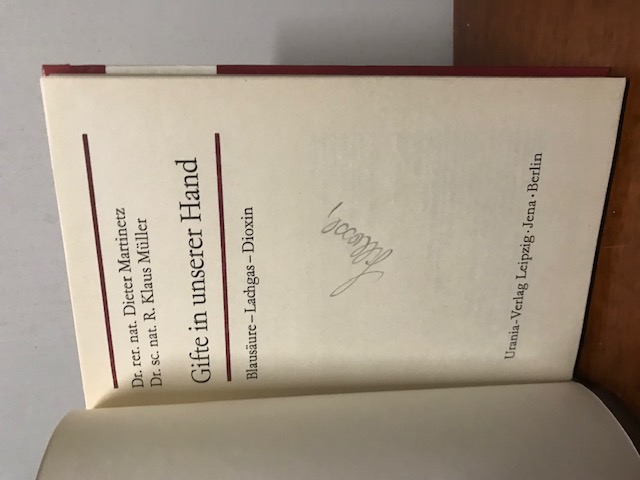 Dr. rer. nat. Dieter Martinetz
Dr. sc. nat. R. Klaus Müller
Gifte in unserer Hand
Blausäure – Lachgas – Dioxin
Urania-Verlag Leipzig · Jena · Berlin